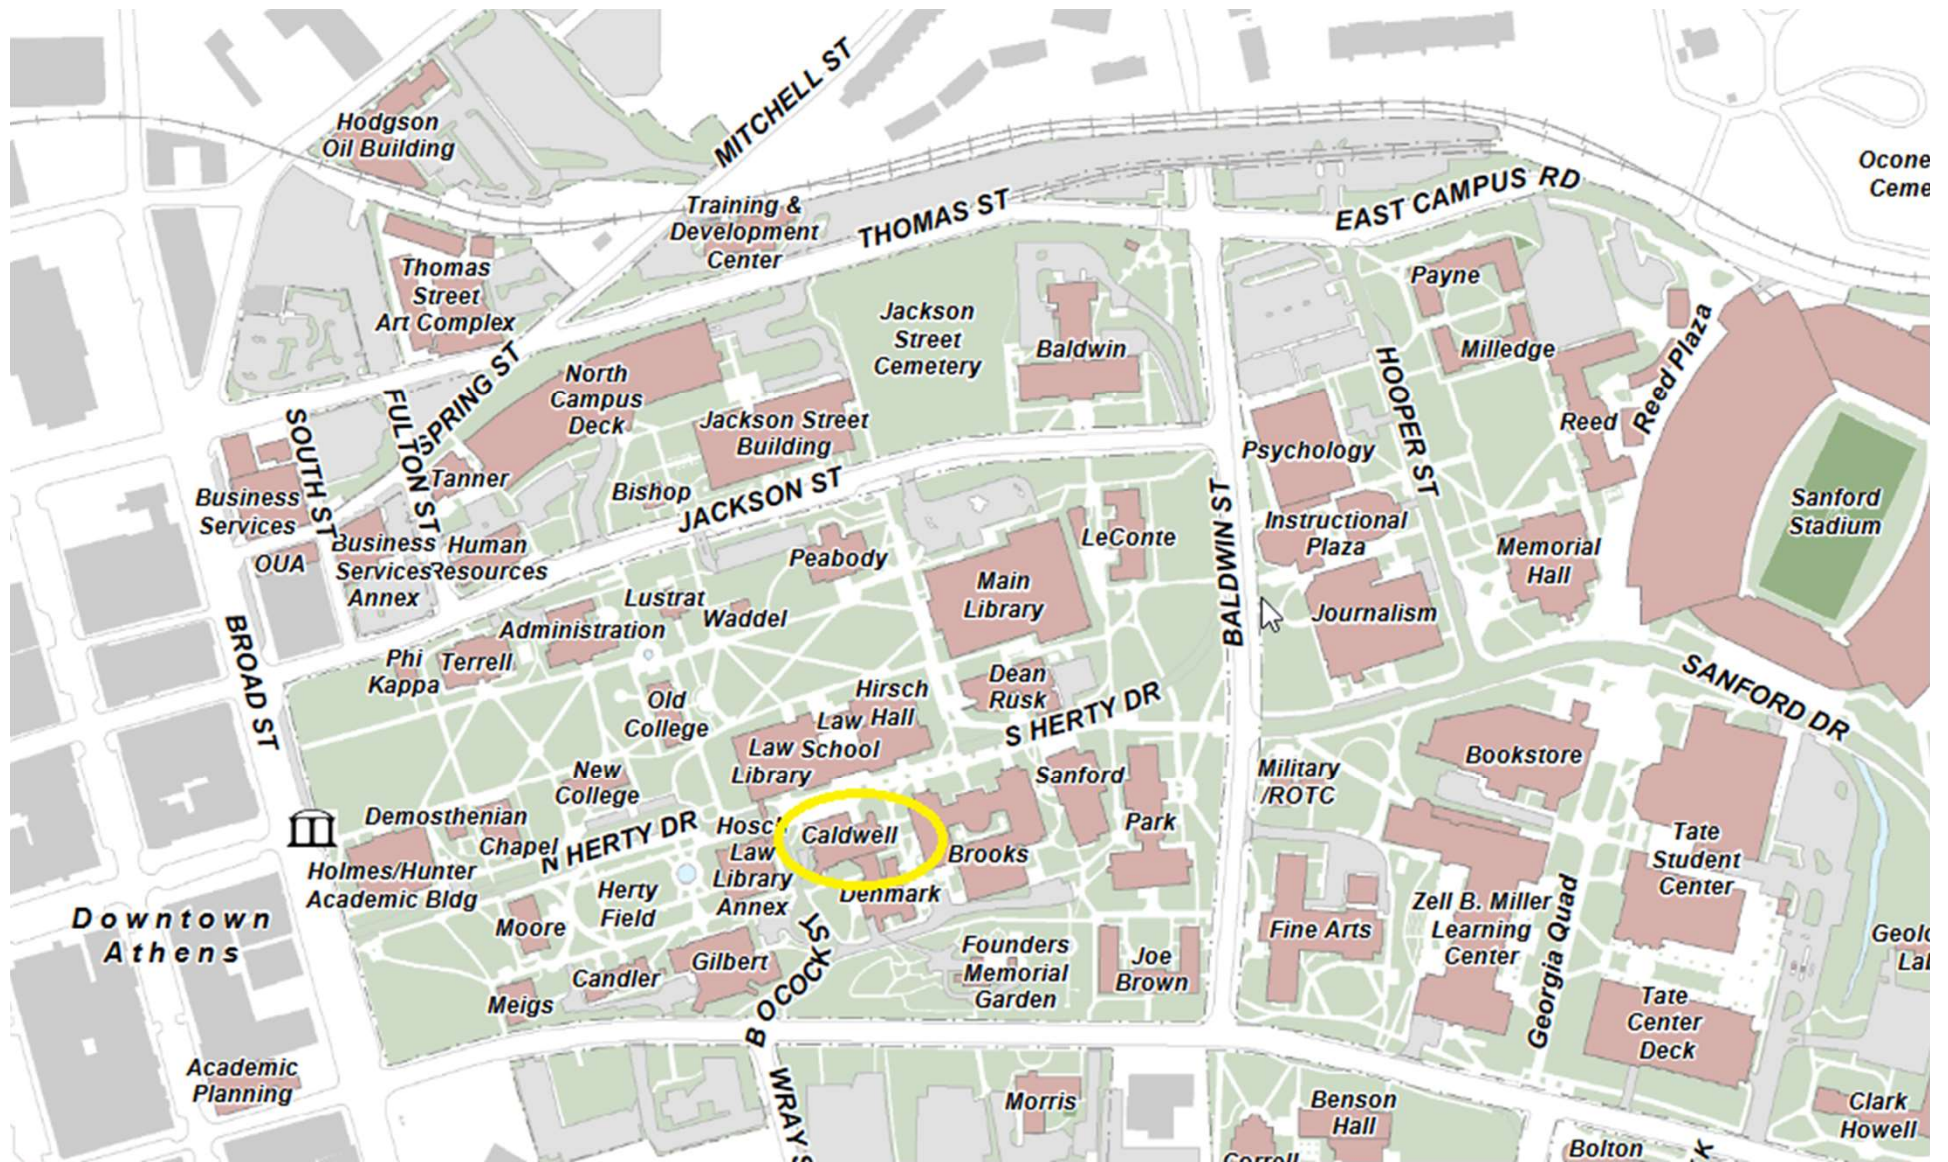 MITCHELL ST
Hodgson
Oil Building
Ocone
Ceme
Training &
Development
Center
THOMAS ST
EAST CAMPUS RD
Thomas
Street
Art Complex
Payne
Jackson
Street
Cemetery
Baldwin
Milledge
Reed Plaza
SPRING ST
North
Campus
Deck
HOOPER ST
SOUTH ST
FULTON ST
Jackson Street
Building
Reed
Psychology
Tanner
Bishop
JACKSON ST
Business
Services
Sanford
Stadium
BALDWIN ST
Instructional
Plaza
LeConte
OUA
Business
Services
Annex
Human
Resources
Peabody
Memorial
Hall
Main
Library
Lustrat
Waddel
Journalism
Administration
BROAD ST
Phi
Kappa
Terrell
Dean
Rusk
Hirsch
Hall
Old
College
Law
School
Law
Library
S HERTY DR
SANFORD DR
Bookstore
New
College
Sanford
Military
/ROTC
Demosthenian
Chapel
N HERTY DR
Caldwell
Park
Brooks
Tate
Student
Center
Holmes/Hunter
Academic Bldg
Law
Library
Annex
Denmark
Herty
Field
Downtown
Athens
Moore
Zell B. Miller
Learning
Center
Georgia Quad
Fine Arts
Gilbert
BOCOCK ST
Founders
Memorial
Garden
Joe
Brown
Candler
Meigs
Tate
Center
Deck
Academic
Planning
WRAY S
Morris
Benson
Hall
Clark
Howell
Bolton